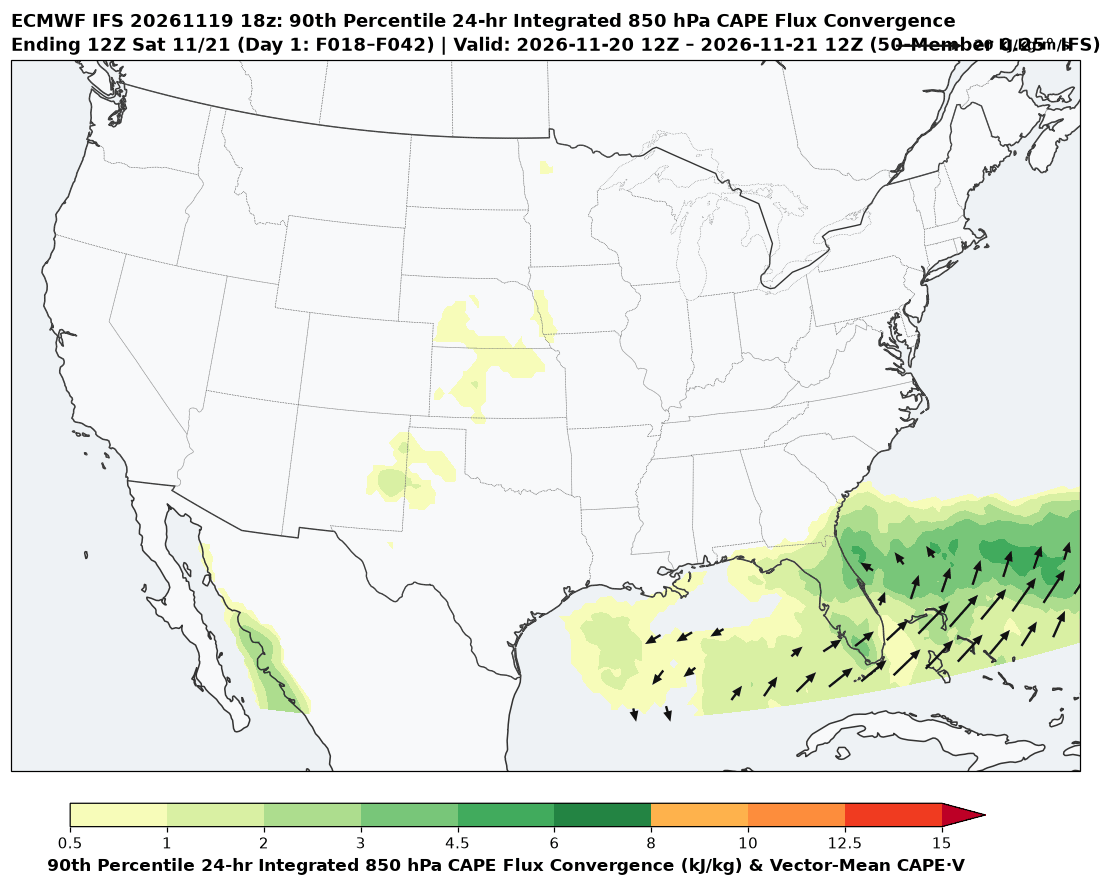 ECMWF IFS 20261119 18z: 90th Percentile 24-hr Integrated 850 hPa CAPE Flux Convergence
Ending 12Z Sat 11/21 (Day 1: F018–F042) | Valid: 2026-11-20 12Z – 2026-11-21 12Z (50-Member 0.25° IFS)
0.5 1 2 3 4.5 6 8 10 12.5 15
90th Percentile 24-hr Integrated 850 hPa CAPE Flux Convergence (kJ/kg) & Vector-Mean CAPE·V